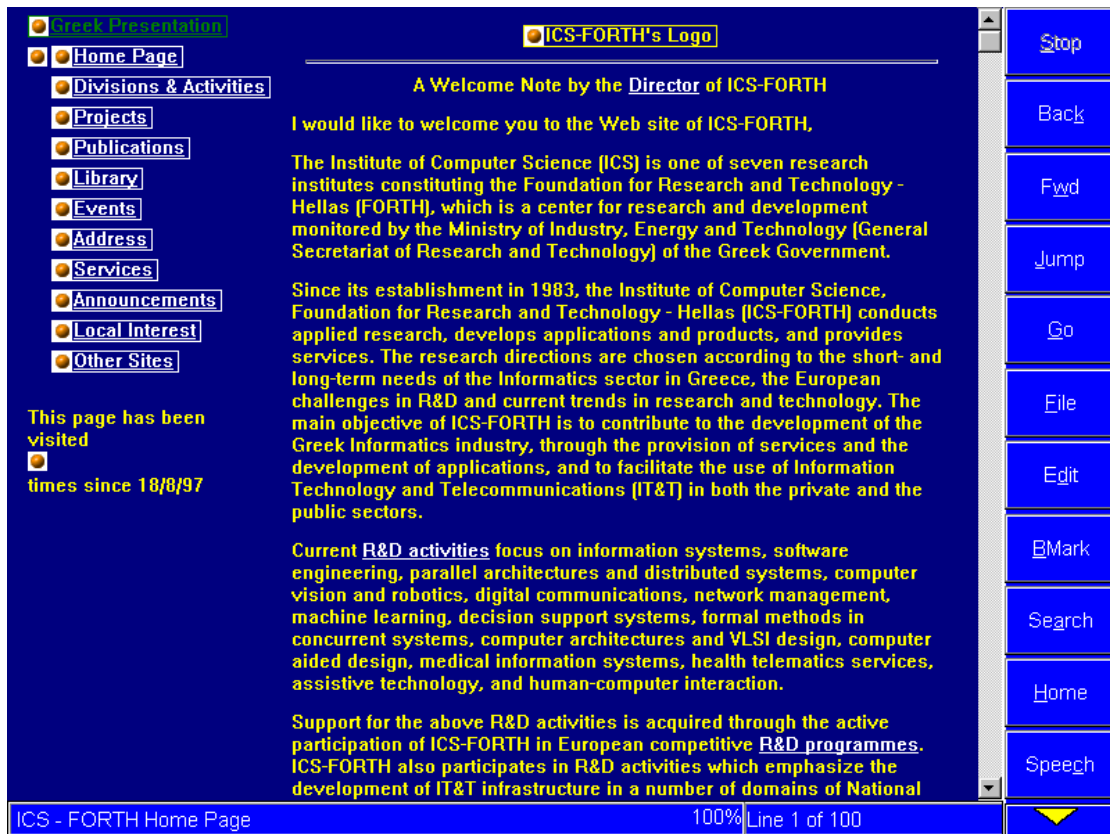 Greek Presentation
Home Page
Divisions & Activities
Projects
Publications
Library
Events
Address
Services
Announcements
Local Interest
Other Sites
This page has been
visited
times since 18/8/97
ICS-FORTH's Logo
A Welcome Note by the Director of ICS-FORTH
I would like to welcome you to the Web site of ICS-FORTH,
The Institute of Computer Science (ICS) is one of seven research
institutes constituting the Foundation for Research and Technology -
Hellas (FORTH), which is a center for research and development
monitored by the Ministry of Industry, Energy and Technology (General
Secretariat of Research and Technology) of the Greek Government.
Since its establishment in 1983, the Institute of Computer Science,
Foundation for Research and Technology - Hellas (ICS-FORTH) conducts
applied research, develops applications and products, and provides
services. The research directions are chosen according to the short- and
long-term needs of the Informatics sector in Greece, the European
challenges in R&D and current trends in research and technology. The
main objective of ICS-FORTH is to contribute to the development of the
Greek Informatics industry, through the provision of services and the
development of applications, and to facilitate the use of Information
Technology and Telecommunications (IT&T) in both the private and the
public sectors.
Current R&D activities focus on information systems, software
engineering, parallel architectures and distributed systems, computer
vision and robotics, digital communications, network management,
machine learning, decision support systems, formal methods in
concurrent systems, computer architectures and VLSI design, computer
aided design, medical information systems, health telematics services,
assistive technology, and human-computer interaction.
Support for the above R&D activities is acquired through the active
participation of ICS-FORTH in European competitive R&D programmes.
ICS-FORTH also participates in R&D activities which emphasize the
development of IT&T infrastructure in a number of domains of National
Stop
Back
Fwd
Jump
Go
File
Edit
BMark
Search
Home
Speech
ICS - FORTH Home Page
100%
Line 1 of 100